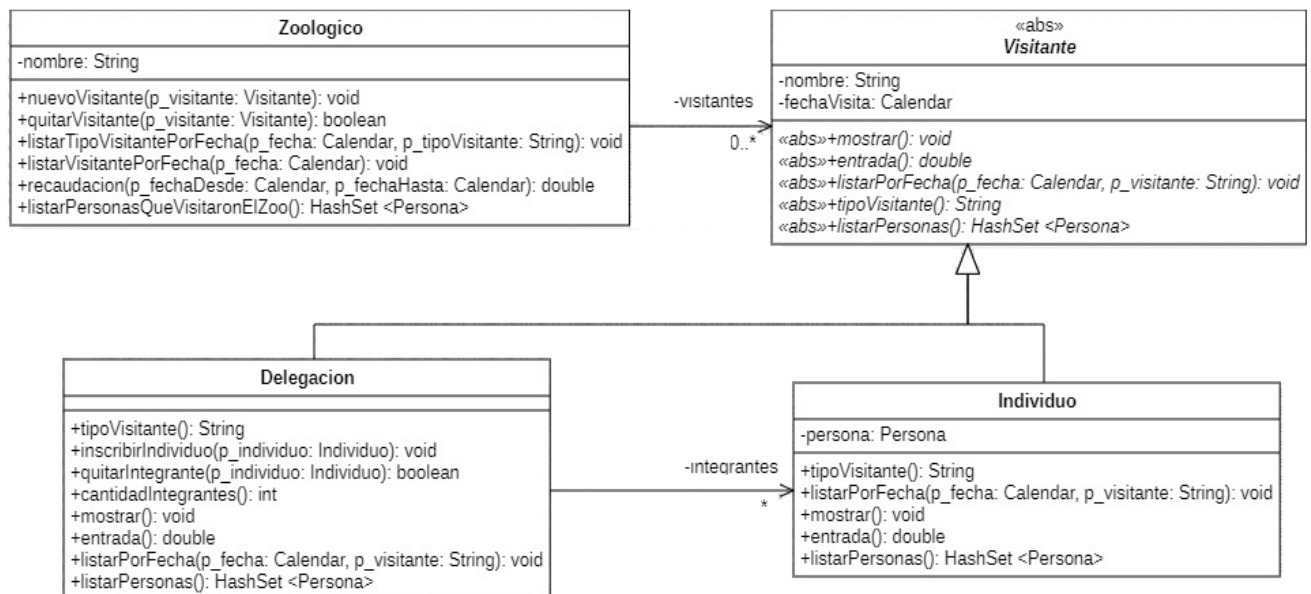 Zoologico
-nombre: String
+nuevoVisitante(p_visitante: Visitante): void
+quitarVisitante(p_visitante: Visitante): boolean
+listarTipoVisitantePorFecha(p_fecha: Calendar, p_tipoVisitante: String): void
+listarVisitantePorFecha(p_fecha: Calendar): void
+recaudacion(p_fechaDesde: Calendar, p_fechaHasta: Calendar): double
+listarPersonasQueVisitaronElZoo(): HashSet <Persona>
-visitantes
0..*
«abs»
Visitante
-nombre: String
-fechaVisita: Calendar
«abs»+mostrar(): void
«abs»+entrada(): double
«abs»+listarPorFecha(p_fecha: Calendar, p_visitante: String): void
«abs»+tipoVisitante(): String
«abs»+listarPersonas(): HashSet <Persona>
Delegacion
+tipoVisitante(): String
+inscribirIndividuo(p_individuo: Individuo): void
+quitarIntegrante(p_individuo: Individuo): boolean
+cantidadIntegrantes(): int
+mostrar(): void
+entrada(): double
+listarPorFecha(p_fecha: Calendar, p_visitante: String): void
+listarPersonas(): HashSet <Persona>
-integrantes
*
Individuo
-persona: Persona
+tipoVisitante(): String
+listarPorFecha(p_fecha: Calendar, p_visitante: String): void
+mostrar(): void
+entrada(): double
+listarPersonas(): HashSet <Persona>